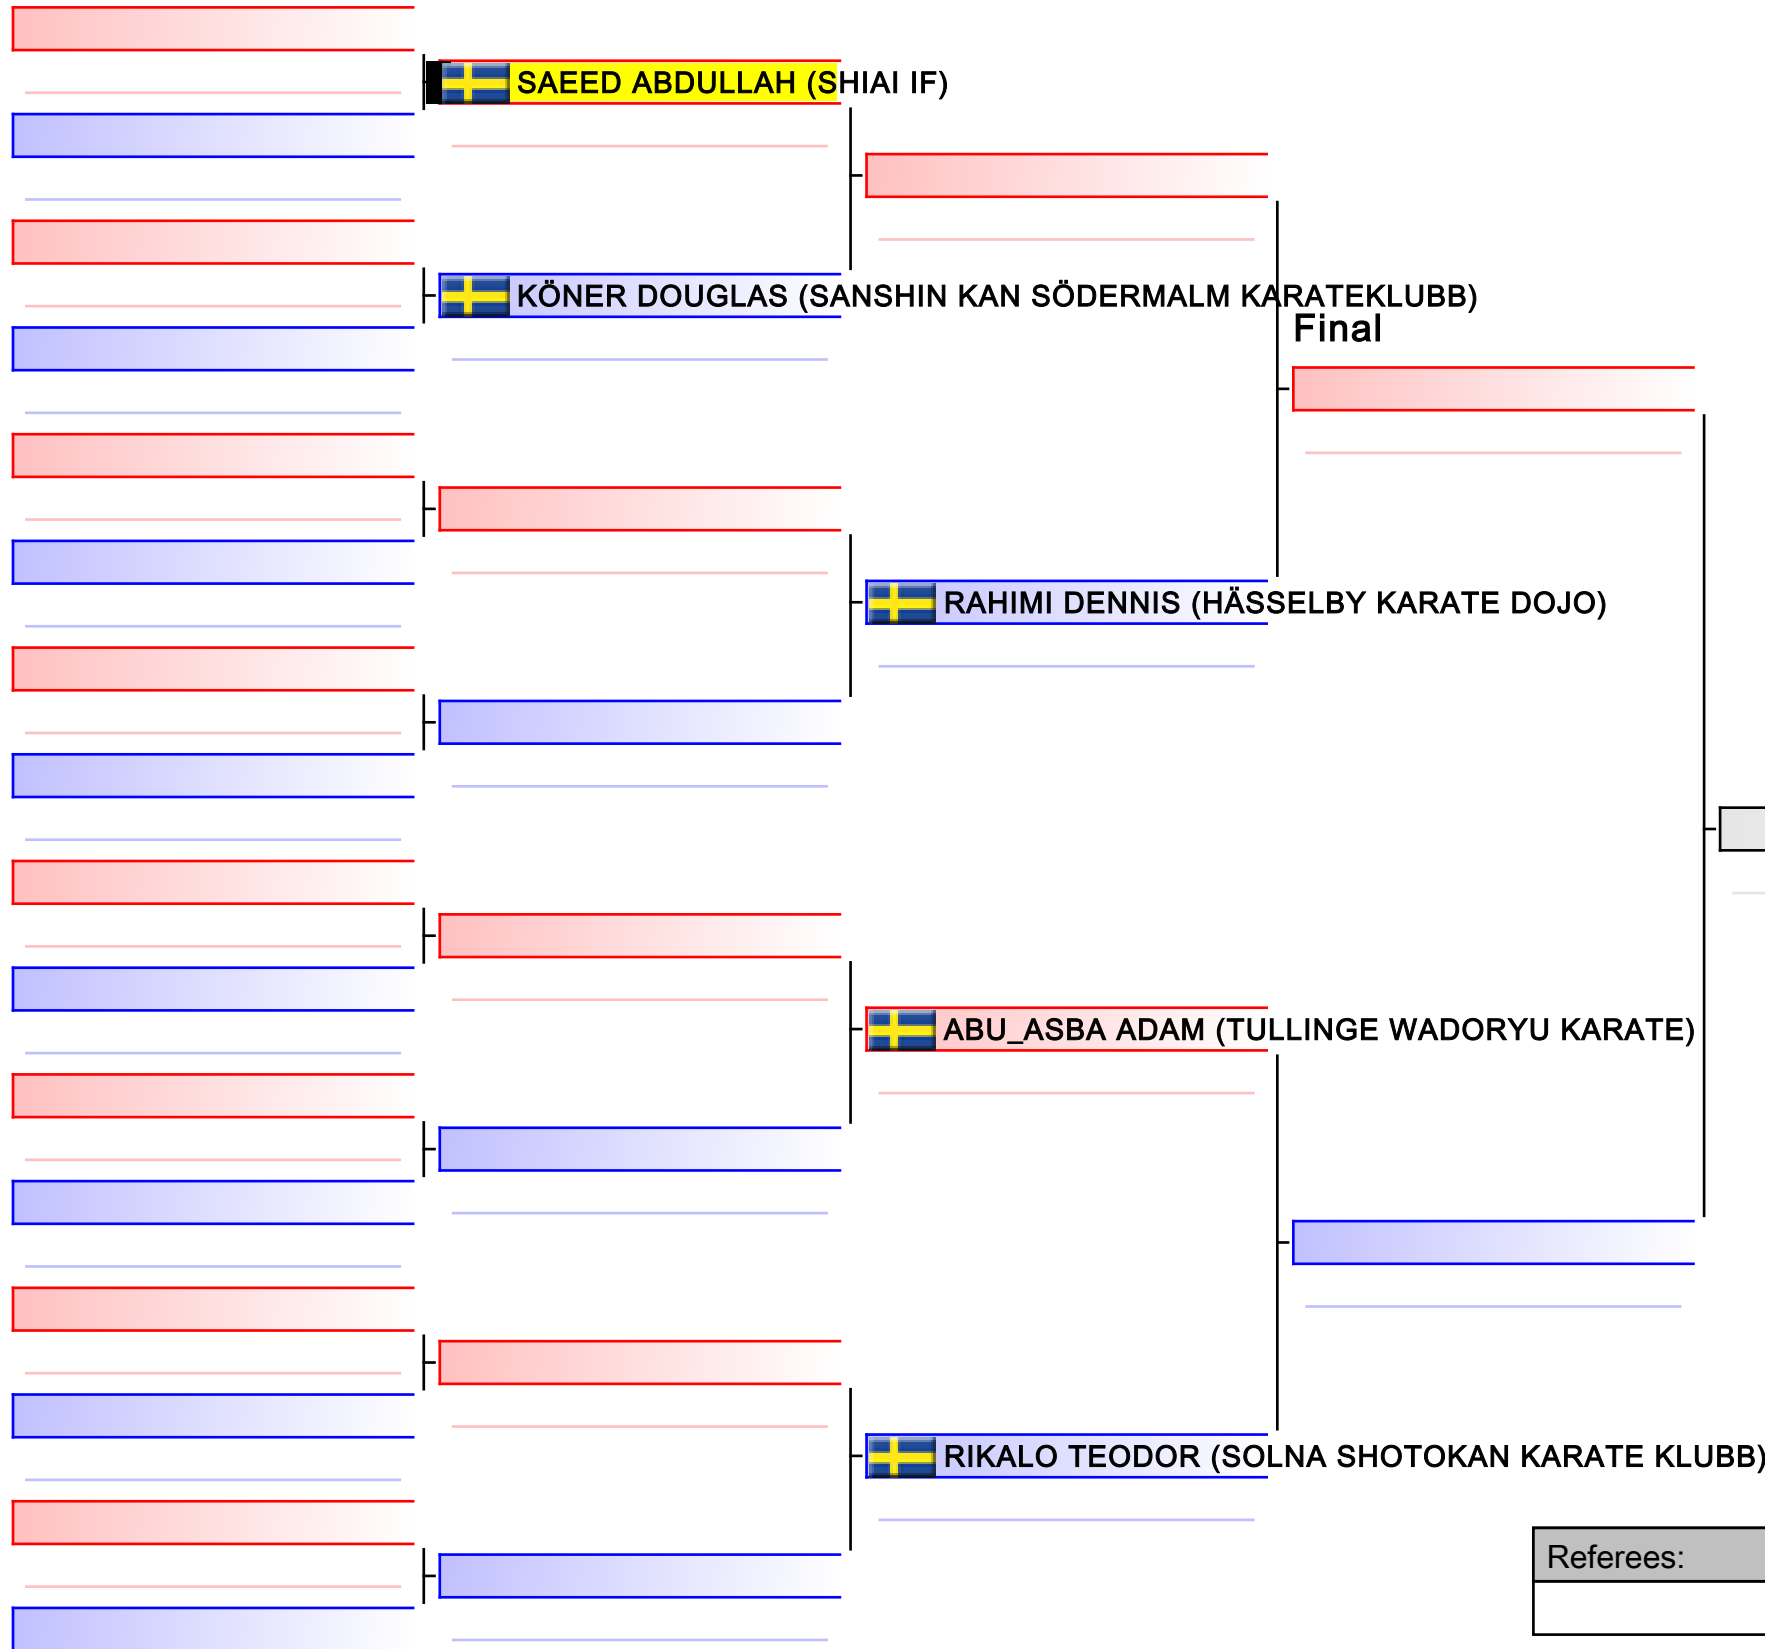 SAEED ABDULLAH (SHIAI IF)
KÖNER DOUGLAS (SANSHIN KAN SÖDERMALM KARATEKLUBB)
Final
RAHIMI DENNIS (HÄSSELBY KARATE DOJO)
ABU_ASBA ADAM (TULLINGE WADORYU KARATE)
RIKALO TEODOR (SOLNA SHOTOKAN KARATE KLUBB)
Referees: